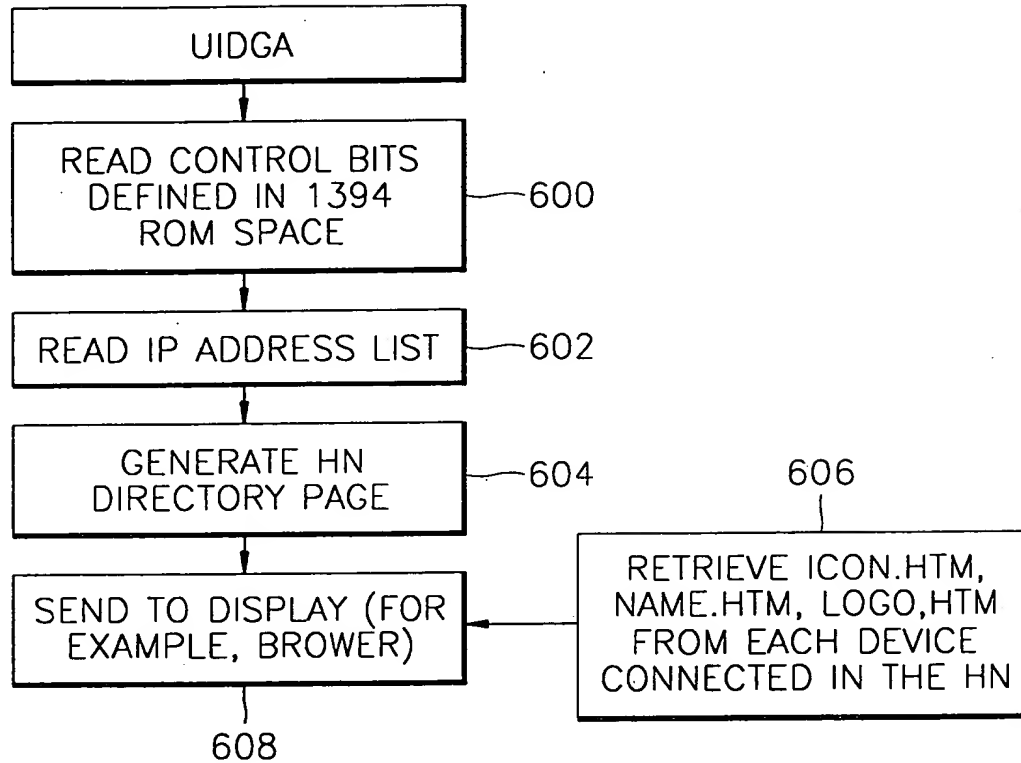 UIDGA
READ CONTROL BITS
DEFINED IN 1394
ROM SPACE
600
READ IP ADDRESS LIST
602
GENERATE HN
DIRECTORY PAGE
604
606
SEND TO DISPLAY (FOR
EXAMPLE, BROWER)
RETRIEVE ICON.HTM,
NAME.HTM, LOGO,HTM
FROM EACH DEVICE
CONNECTED IN THE HN
608